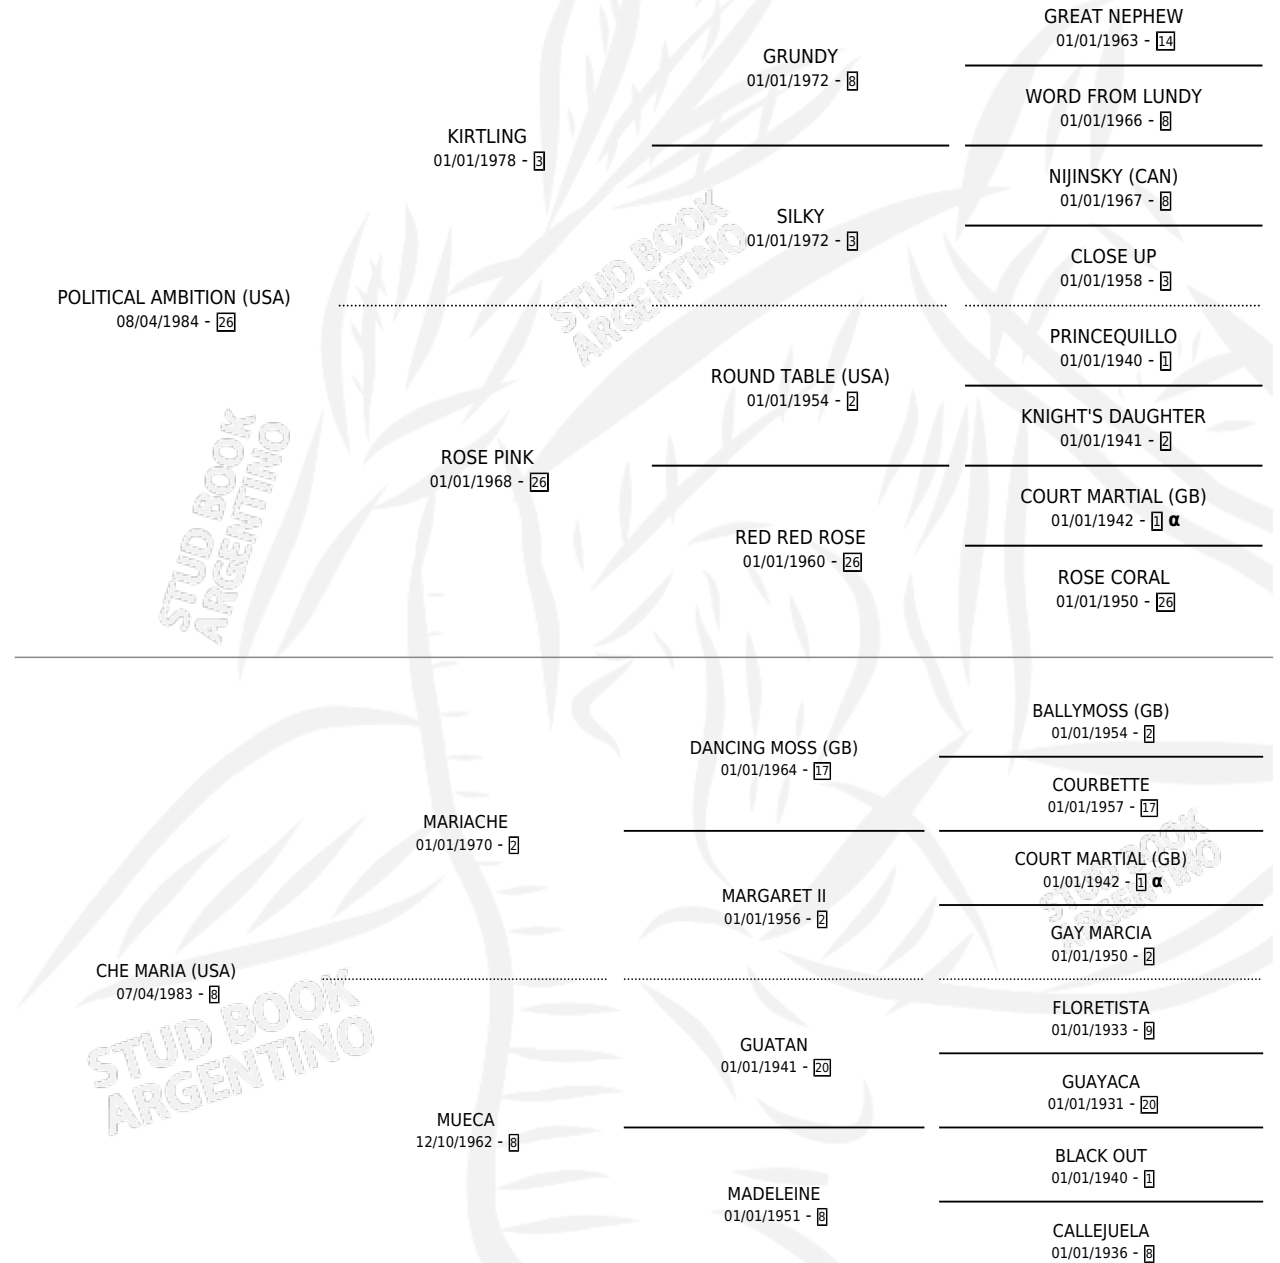 GREAT NEPHEW
01/01/1963 - 14
GRUNDY
01/01/1972 - 8
WORD FROM LUNDY
01/01/1966 - 8
KIRTLING
01/01/1978 - 3
NIJINSKY (CAN)
01/01/1967 - 8
SILKY
01/01/1972 - 3
CLOSE UP
01/01/1958 - 3
POLITICAL AMBITION (USA)
08/04/1984 - 26
PRINCEQUILLO
01/01/1940 - 1
ROUND TABLE (USA)
01/01/1954 - 2
KNIGHT'S DAUGHTER
01/01/1941 - 2
ROSE PINK
01/01/1968 - 26
COURT MARTIAL (GB)
01/01/1942 - 1 α
RED RED ROSE
01/01/1960 - 26
ROSE CORAL
01/01/1950 - 26
BALLYMOSS (GB)
01/01/1954 - 2
DANCING MOSS (GB)
01/01/1964 - 17
COURBETTE
01/01/1957 - 17
MARIACHE
01/01/1970 - 2
COURT MARTIAL (GB)
01/01/1942 - 1 α
MARGARET II
01/01/1956 - 2
GAY MARCIA
01/01/1950 - 2
CHE MARIA (USA)
07/04/1983 - 8
FLORETISTA
01/01/1933 - 9
GUATAN
01/01/1941 - 20
GUAYACA
01/01/1931 - 20
MUECA
12/10/1962 - 8
BLACK OUT
01/01/1940 - 1
MADELEINE
01/01/1951 - 8
CALLEJUELA
01/01/1936 - 8
STUD BOOK
ARGENTINO
STUD BOOK
ARGENTINO
STUD BOOK
ARGENTINO
STUD BOOK
ARGENTINO